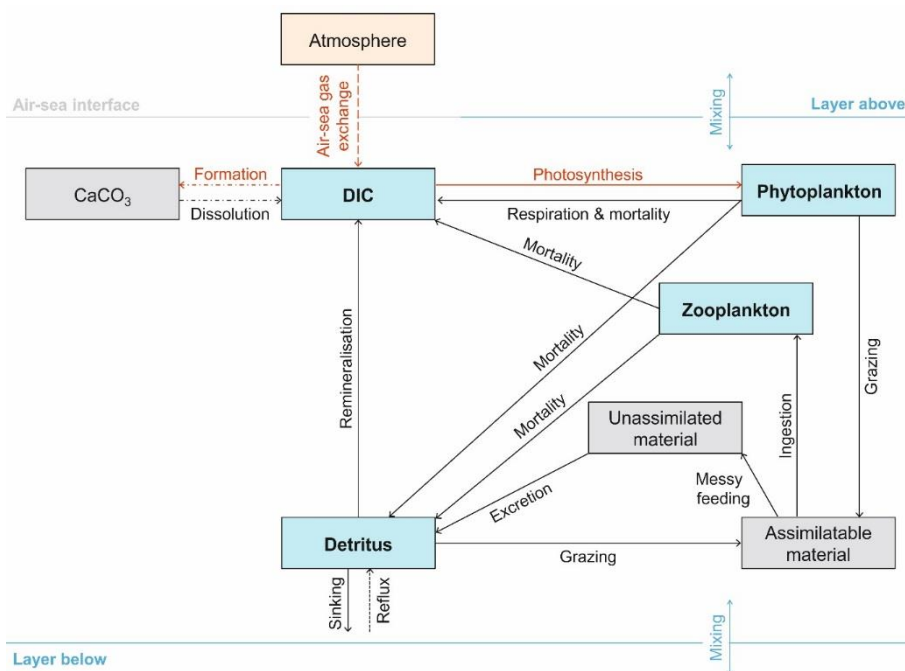 Atmosphere
Air-sea interface
Air-sea gas
exchange
Mixing
Layer above
CaCO₃
Formation
Dissolution
DIC
Photosynthesis
Respiration & mortality
Phytoplankton
Mortality
Zooplankton
Remineralisation
Mortality
Mortality
Grazing
Unassimilated
material
Ingestion
Messy
feeding
Excretion
Detritus
Grazing
Assimilatable
material
Sinking
Reflux
Mixing
Layer below